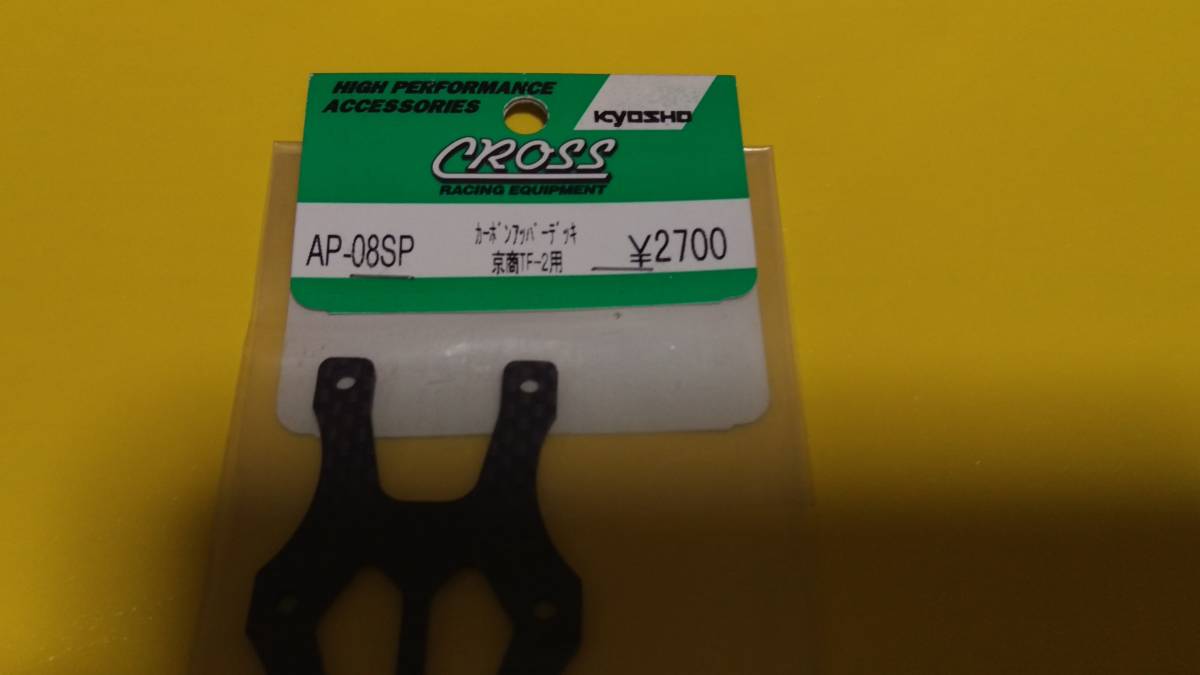 HIGH PERFORMANCE
ACCESSORIES
KYOSHO
CROSS
RACING EQUIPMENT
AP-08SP
ｶｰﾎﾞﾝｱｯﾊﾟｰﾃﾞｯｷ
京商TF-2用
¥2700